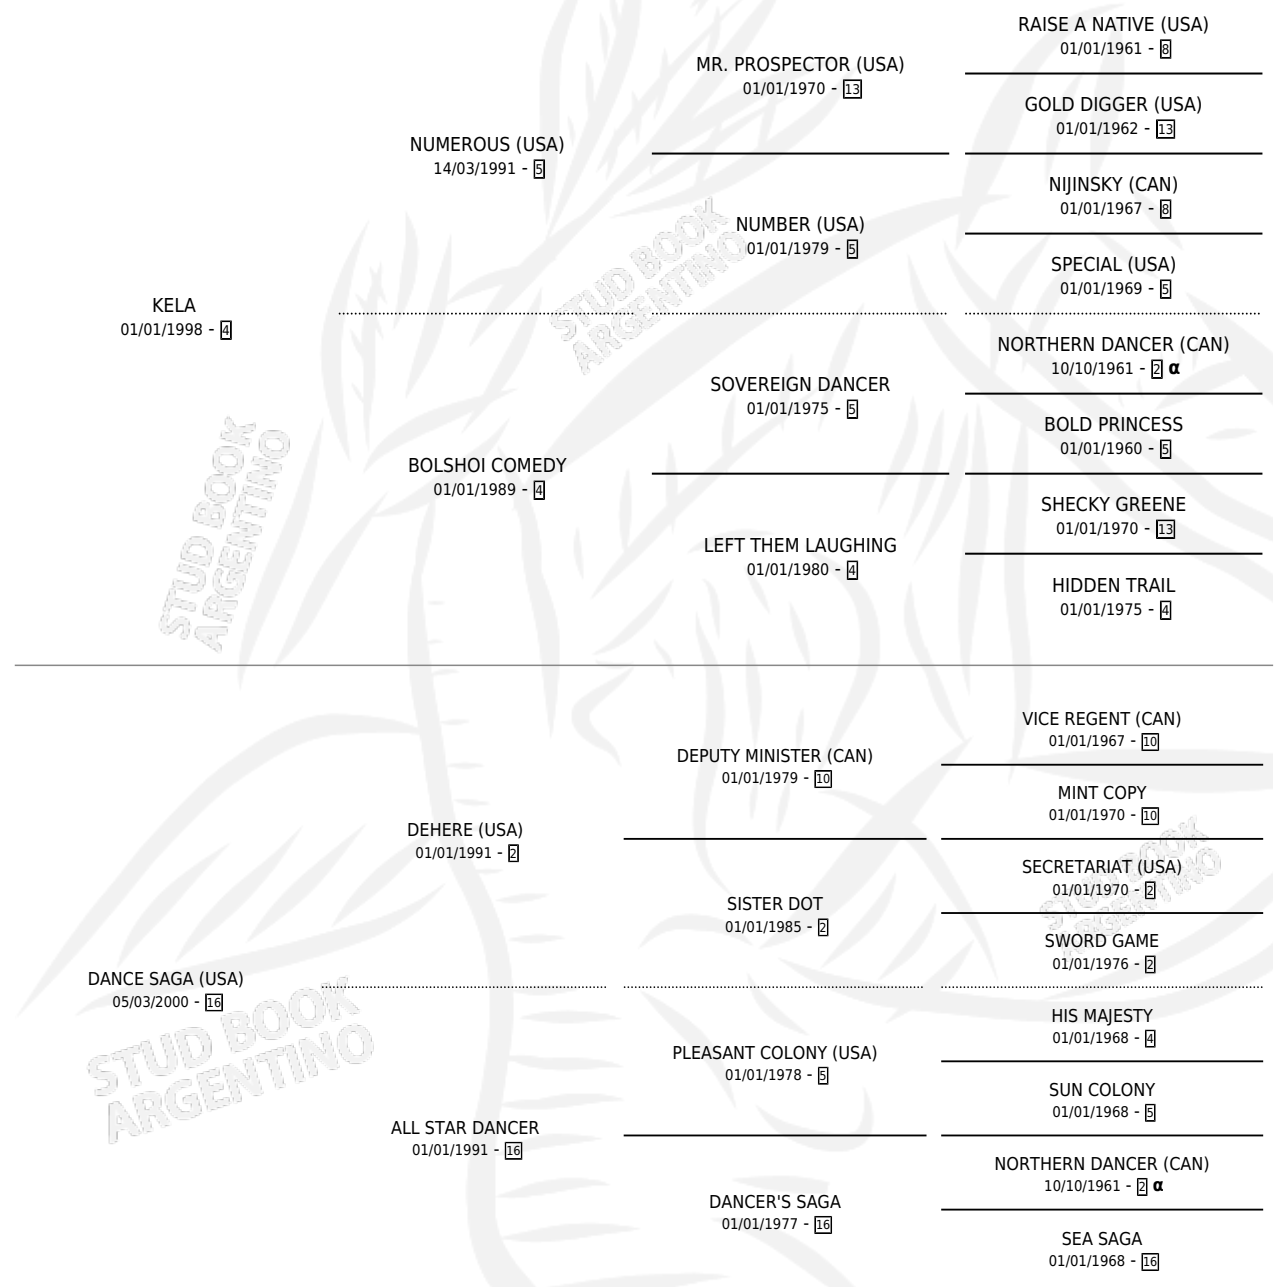 RAISE A NATIVE (USA)
01/01/1961 - 8
MR. PROSPECTOR (USA)
01/01/1970 - 13
GOLD DIGGER (USA)
01/01/1962 - 13
NUMEROUS (USA)
14/03/1991 - 5
NIJINSKY (CAN)
01/01/1967 - 8
NUMBER (USA)
01/01/1979 - 5
SPECIAL (USA)
01/01/1969 - 5
KELA
01/01/1998 - 4
NORTHERN DANCER (CAN)
10/10/1961 - 2 α
SOVEREIGN DANCER
01/01/1975 - 5
BOLD PRINCESS
01/01/1960 - 5
BOLSHOI COMEDY
01/01/1989 - 4
SHECKY GREENE
01/01/1970 - 13
LEFT THEM LAUGHING
01/01/1980 - 4
HIDDEN TRAIL
01/01/1975 - 4
VICE REGENT (CAN)
01/01/1967 - 10
DEPUTY MINISTER (CAN)
01/01/1979 - 10
MINT COPY
01/01/1970 - 10
DEHERE (USA)
01/01/1991 - 2
SECRETARIAT (USA)
01/01/1970 - 2
SISTER DOT
01/01/1985 - 2
SWORD GAME
01/01/1976 - 2
DANCE SAGA (USA)
05/03/2000 - 16
HIS MAJESTY
01/01/1968 - 4
PLEASANT COLONY (USA)
01/01/1978 - 5
SUN COLONY
01/01/1968 - 5
ALL STAR DANCER
01/01/1991 - 16
NORTHERN DANCER (CAN)
10/10/1961 - 2 α
DANCER'S SAGA
01/01/1977 - 16
SEA SAGA
01/01/1968 - 16
STUD BOOK
ARGENTINO
STUD BOOK
ARGENTINO
STUD BOOK
ARGENTINO
STUD BOOK
ARGENTINO